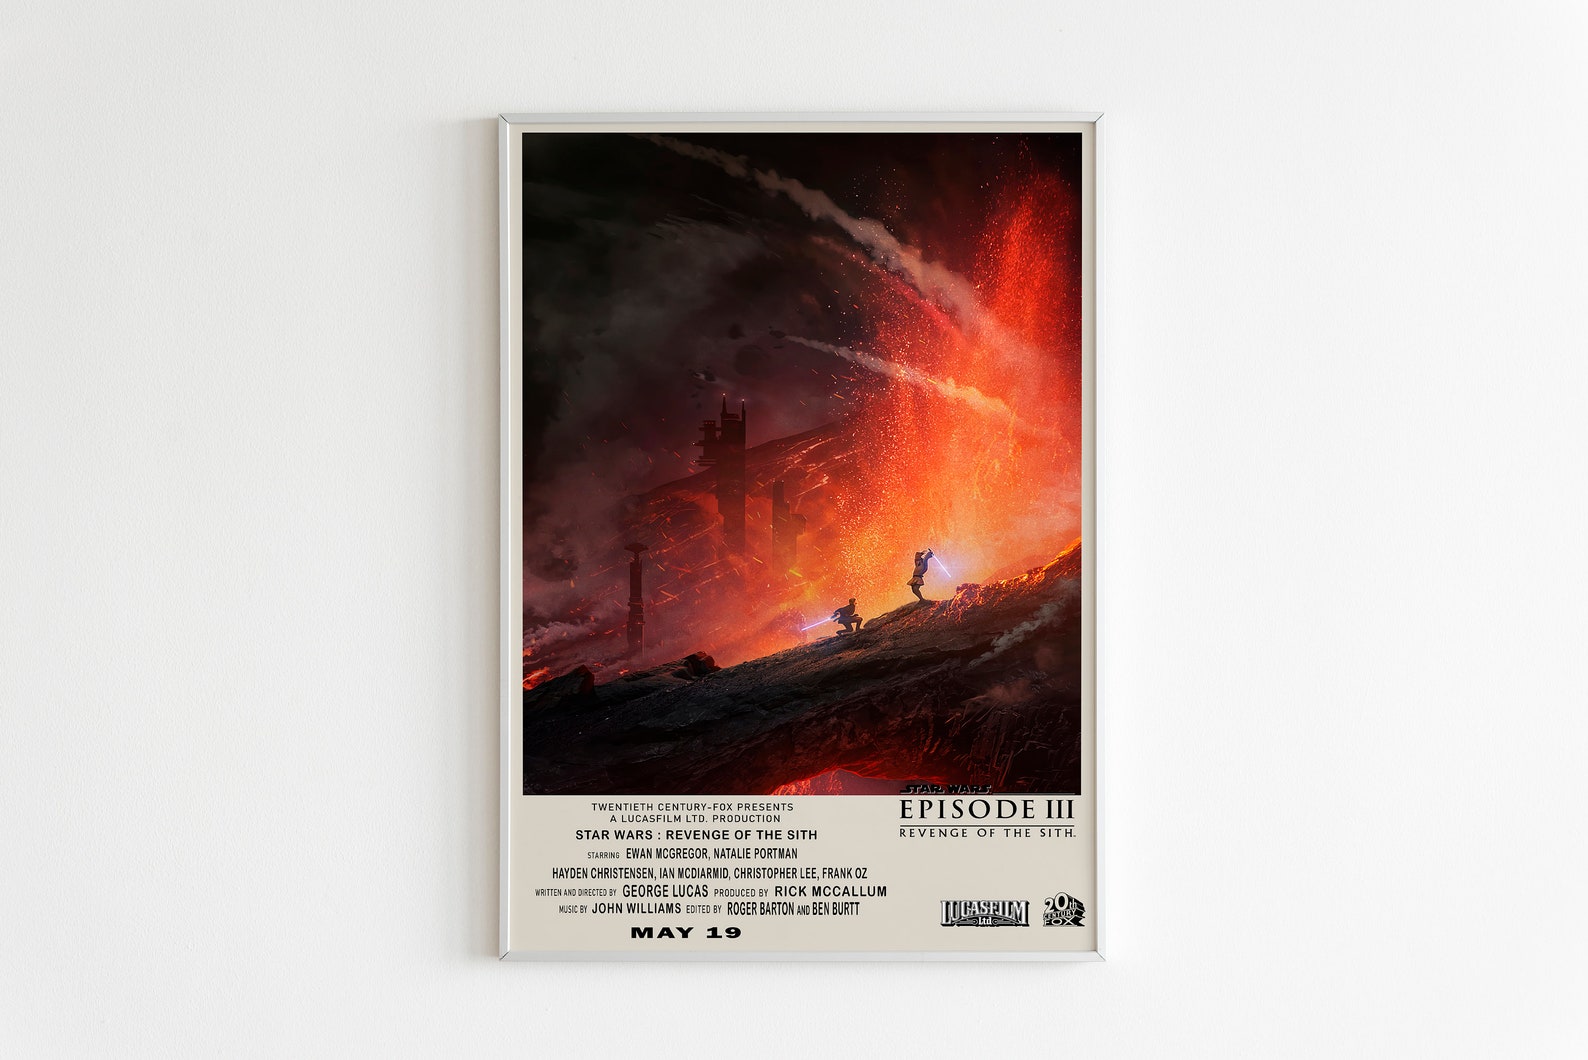 TWENTIETH CENTURY-FOX PRESENTS
A LUCASFILM LTD. PRODUCTION
STAR WARS : REVENGE OF THE SITH
STARRING EWAN MCGREGOR, NATALIE PORTMAN
HAYDEN CHRISTENSEN, IAN MCDIARMID, CHRISTOPHER LEE, FRANK OZ
WRITTEN AND DIRECTED BY GEORGE LUCAS PRODUCED BY RICK MCCALLUM
MUSIC BY JOHN WILLIAMS EDITED BY ROGER BARTON AND BEN BURTT
MAY 19
STAR WARS
EPISODE III
REVENGE OF THE SITH
LUCASFILM
Ltd
20th
CENTURY
FOX